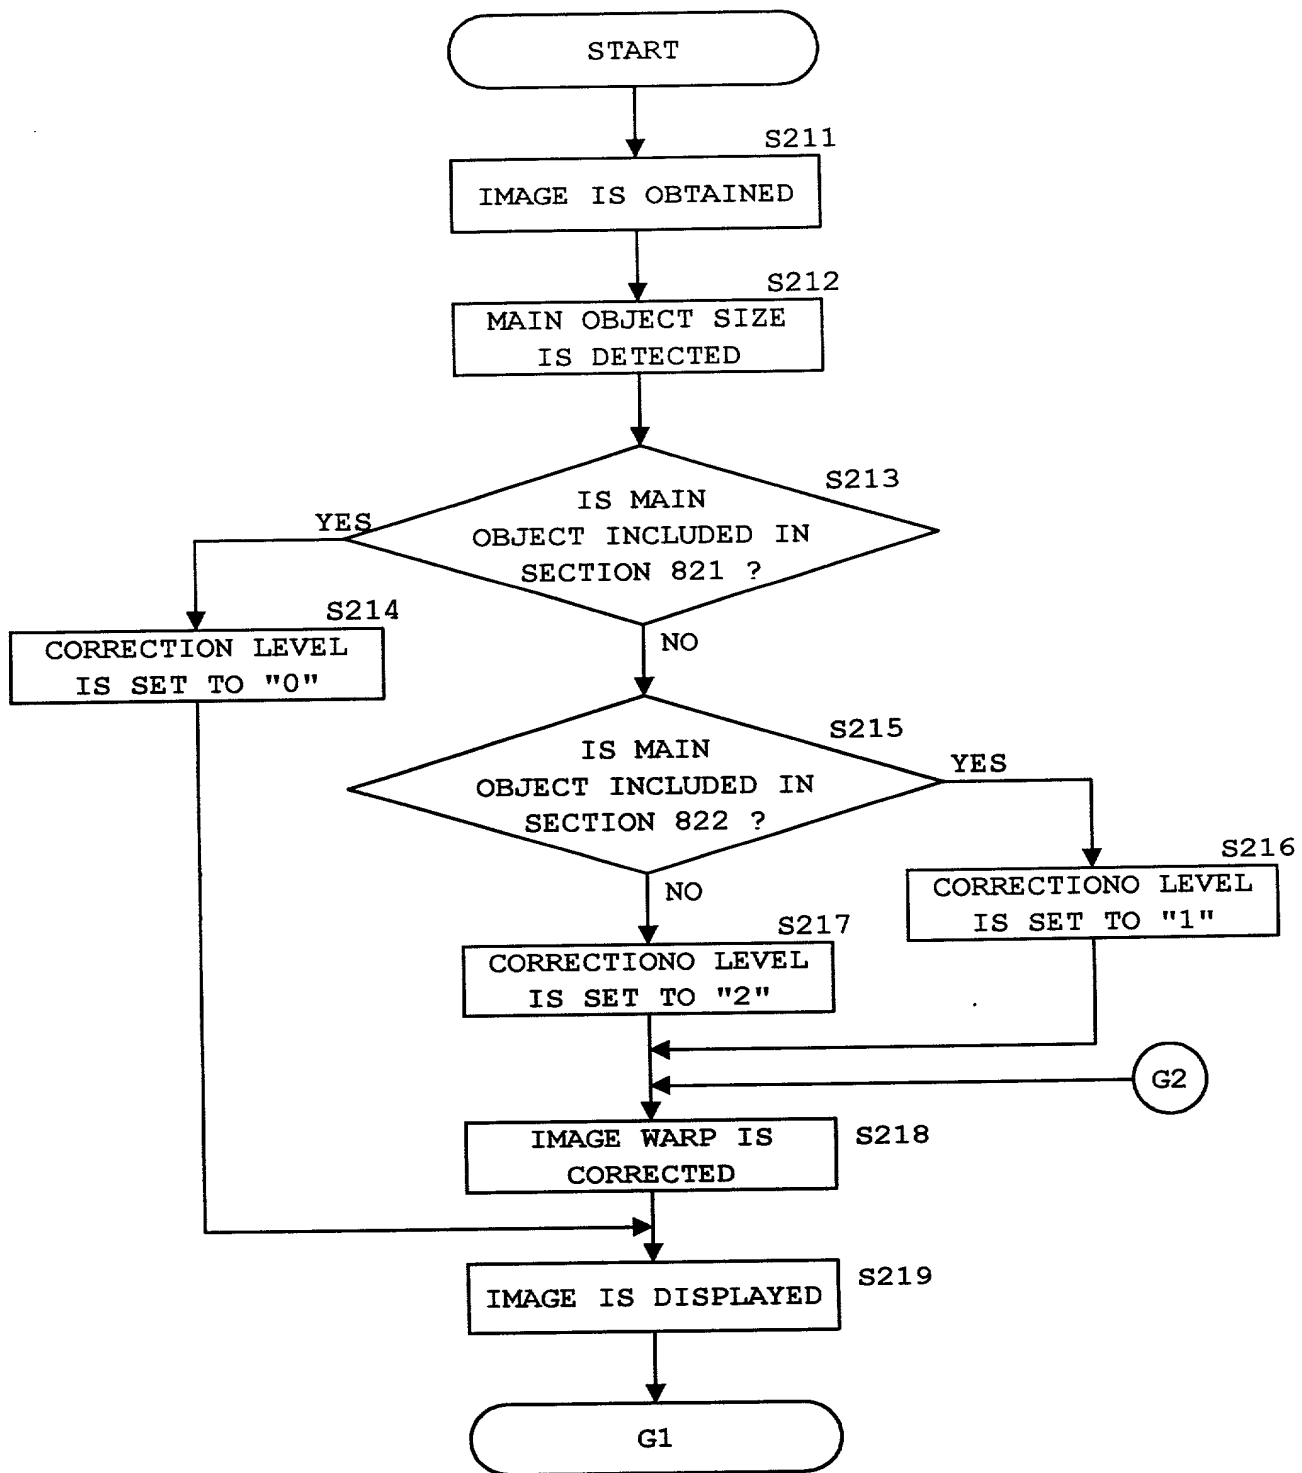 START
S211
IMAGE IS OBTAINED
S212
MAIN OBJECT SIZE
IS DETECTED
S213
IS MAIN
OBJECT INCLUDED IN
SECTION 821 ?
YES
NO
S214
CORRECTION LEVEL
IS SET TO "0"
S215
IS MAIN
OBJECT INCLUDED IN
SECTION 822 ?
YES
NO
S216
CORRECTIONO LEVEL
IS SET TO "1"
S217
CORRECTIONO LEVEL
IS SET TO "2"
G2
IMAGE WARP IS
CORRECTED
S218
IMAGE IS DISPLAYED
S219
G1